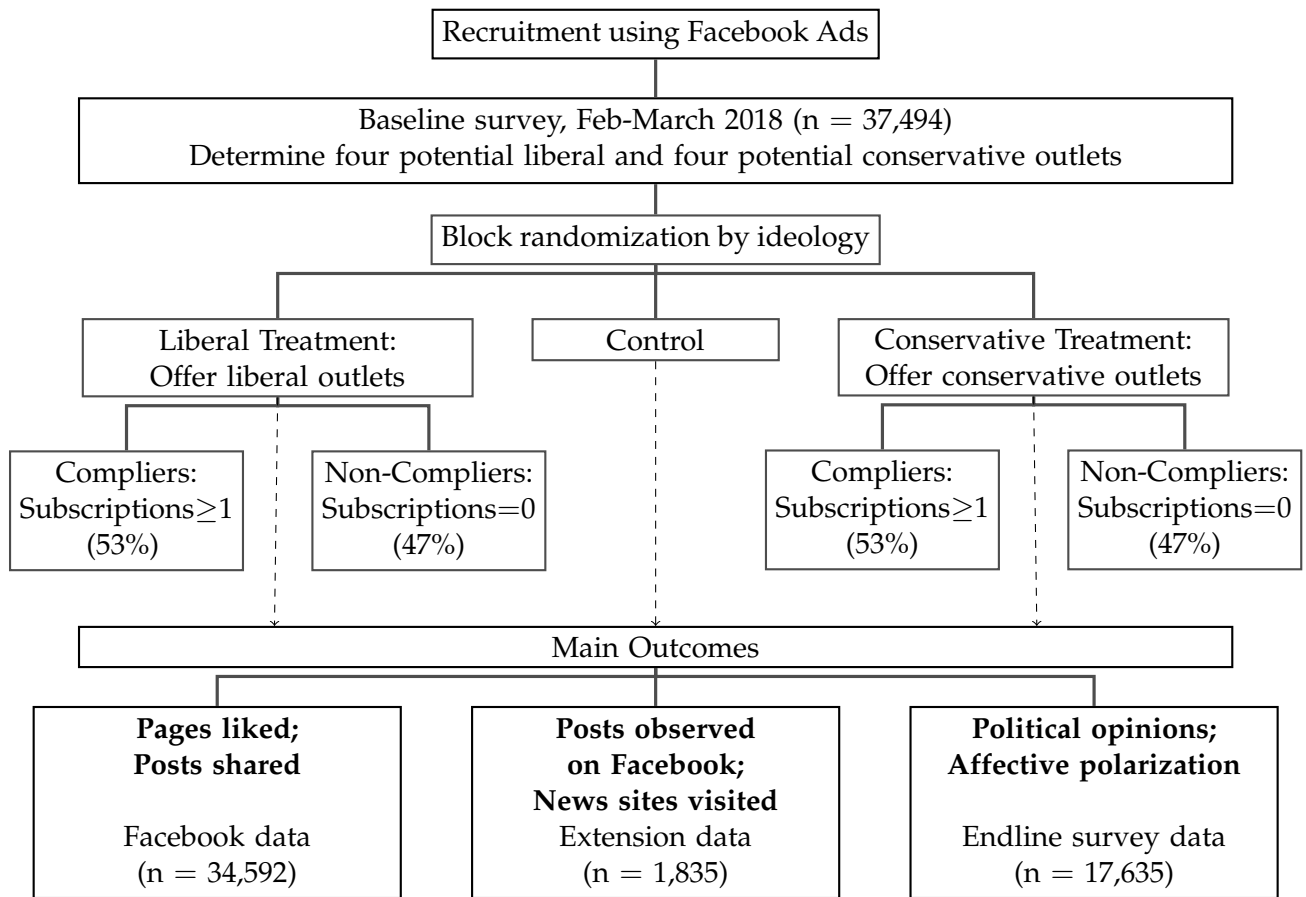 Recruitment using Facebook Ads
Baseline survey, Feb-March 2018 (n = 37,494)
Determine four potential liberal and four potential conservative outlets
Block randomization by ideology
Liberal Treatment:
Offer liberal outlets
Control
Conservative Treatment:
Offer conservative outlets
Compliers:
Subscriptions≥1
(53%)
Non-Compliers:
Subscriptions=0
(47%)
Compliers:
Subscriptions≥1
(53%)
Non-Compliers:
Subscriptions=0
(47%)
Main Outcomes
Pages liked;
Posts shared
Facebook data
(n = 34,592)
Posts observed
on Facebook;
News sites visited
Extension data
(n = 1,835)
Political opinions;
Affective polarization
Endline survey data
(n = 17,635)